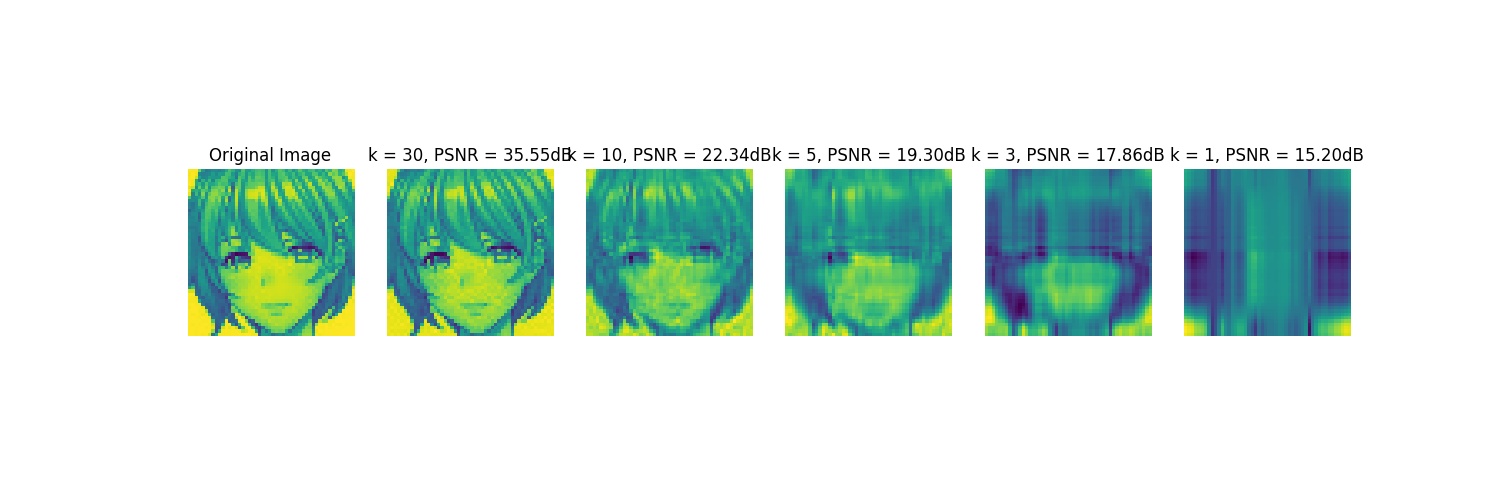 Original Image
k = 30, PSNR = 35.55dB
k = 10, PSNR = 22.34dB
k = 5, PSNR = 19.30dB
k = 3, PSNR = 17.86dB
k = 1, PSNR = 15.20dB